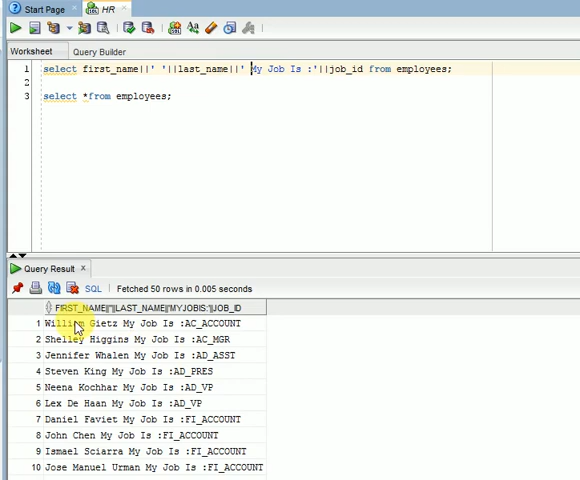 Start Page HR
Worksheet Query Builder
1 select first_name||' '||last_name||' My Job Is :'||job_id from employees;
2
3 select *from employees;
Query Result x
SQL Fetched 50 rows in 0.005 seconds
FIRST_NAME||''||LAST_NAME||'MYJOBIS:'||JOB_ID
1 William Gietz My Job Is :AC_ACCOUNT
2 Shelley Higgins My Job Is :AC_MGR
3 Jennifer Whalen My Job Is :AD_ASST
4 Steven King My Job Is :AD_PRES
5 Neena Kochhar My Job Is :AD_VP
6 Lex De Haan My Job Is :AD_VP
7 Daniel Faviet My Job Is :FI_ACCOUNT
8 John Chen My Job Is :FI_ACCOUNT
9 Ismael Sciarra My Job Is :FI_ACCOUNT
10 Jose Manuel Urman My Job Is :FI_ACCOUNT